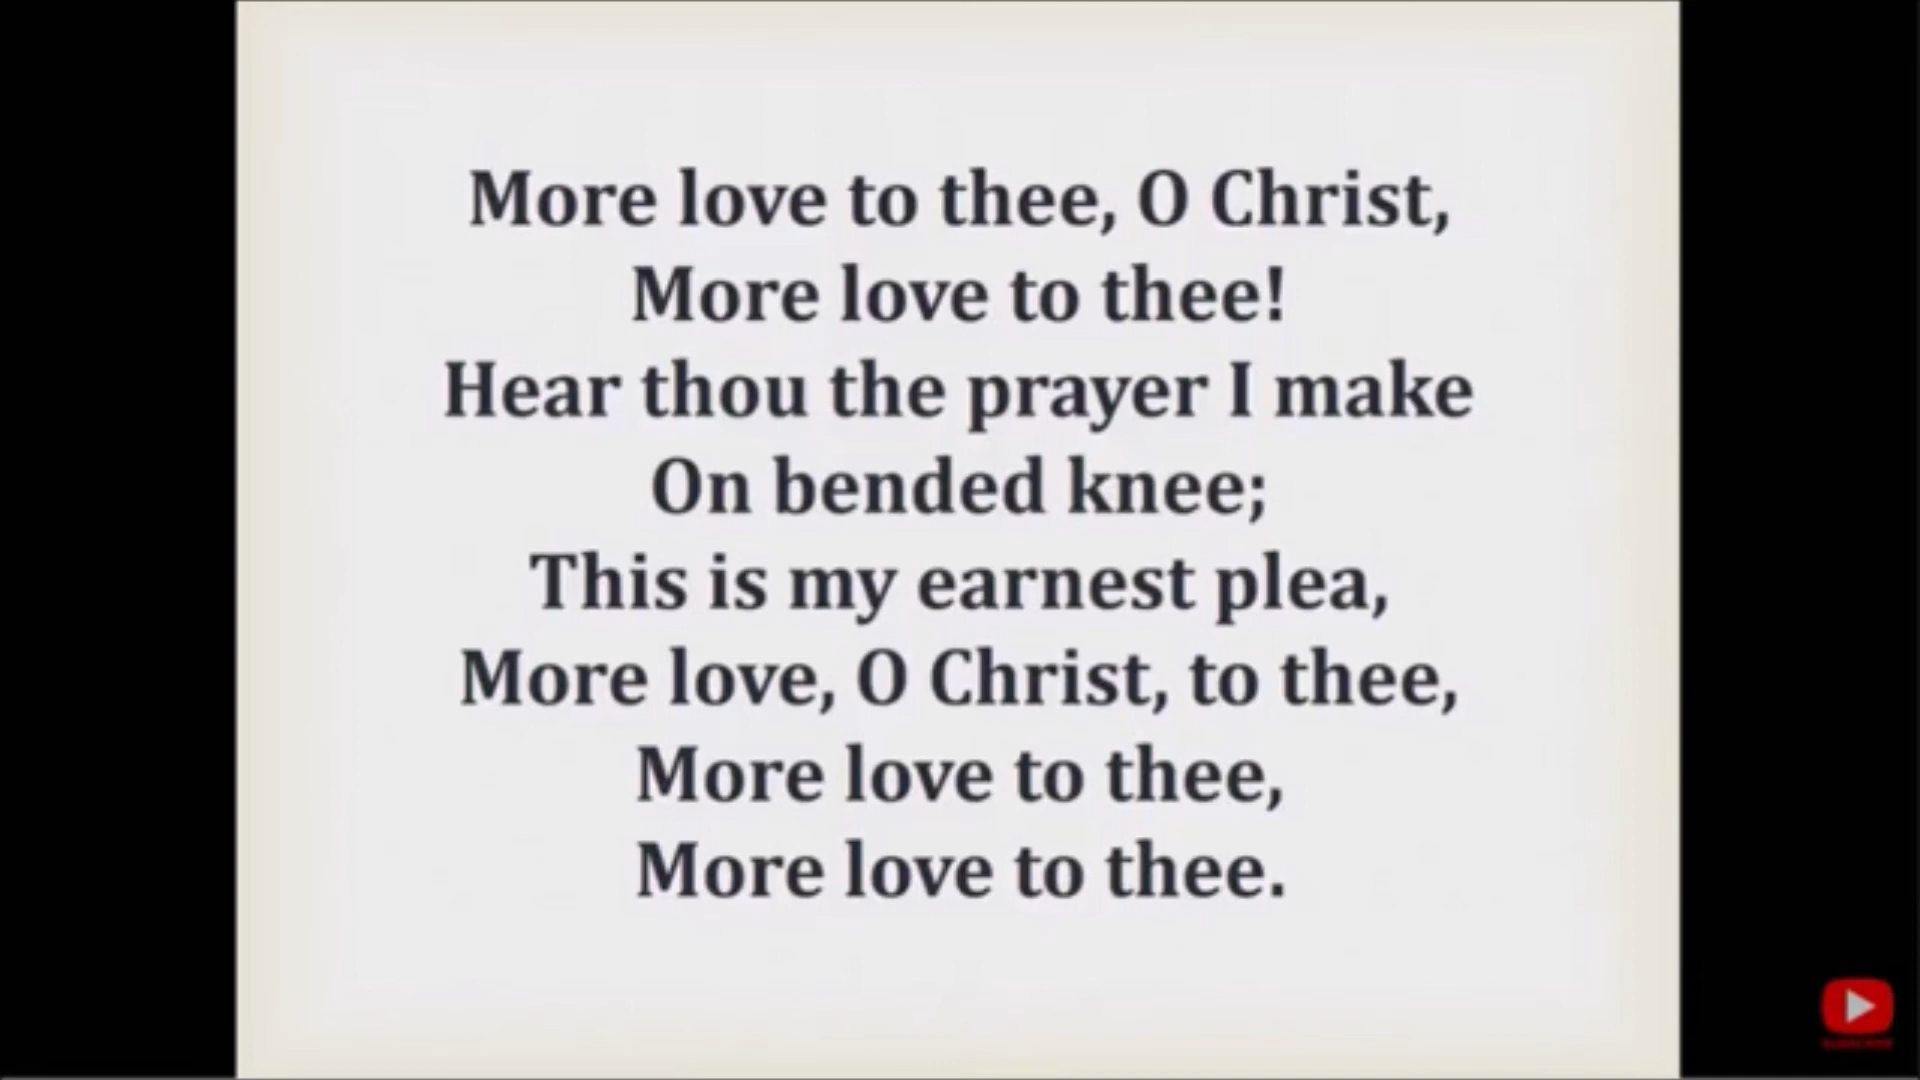 More love to thee, O Christ,
More love to thee!
Hear thou the prayer I make
On bended knee;
This is my earnest plea,
More love, O Christ, to thee,
More love to thee,
More love to thee.
SUBSCRIBE